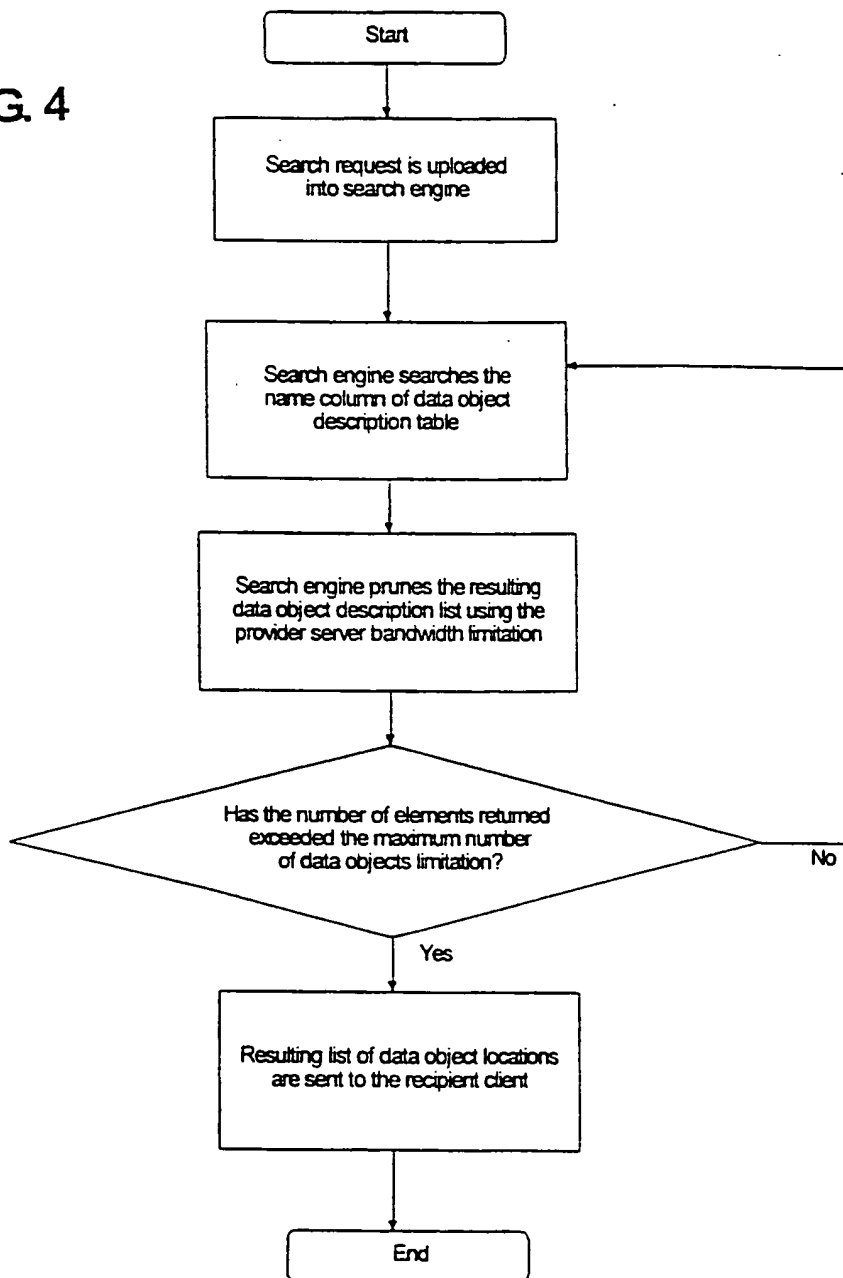 G. 4
Start
Search request is uploaded
into search engine
Search engine searches the
name column of data object
description table
Search engine prunes the resulting
data object description list using the
provider server bandwidth limitation
Has the number of elements returned
exceeded the maximum number
of data objects limitation?
No
Yes
Resulting list of data object locations
are sent to the recipient client
End